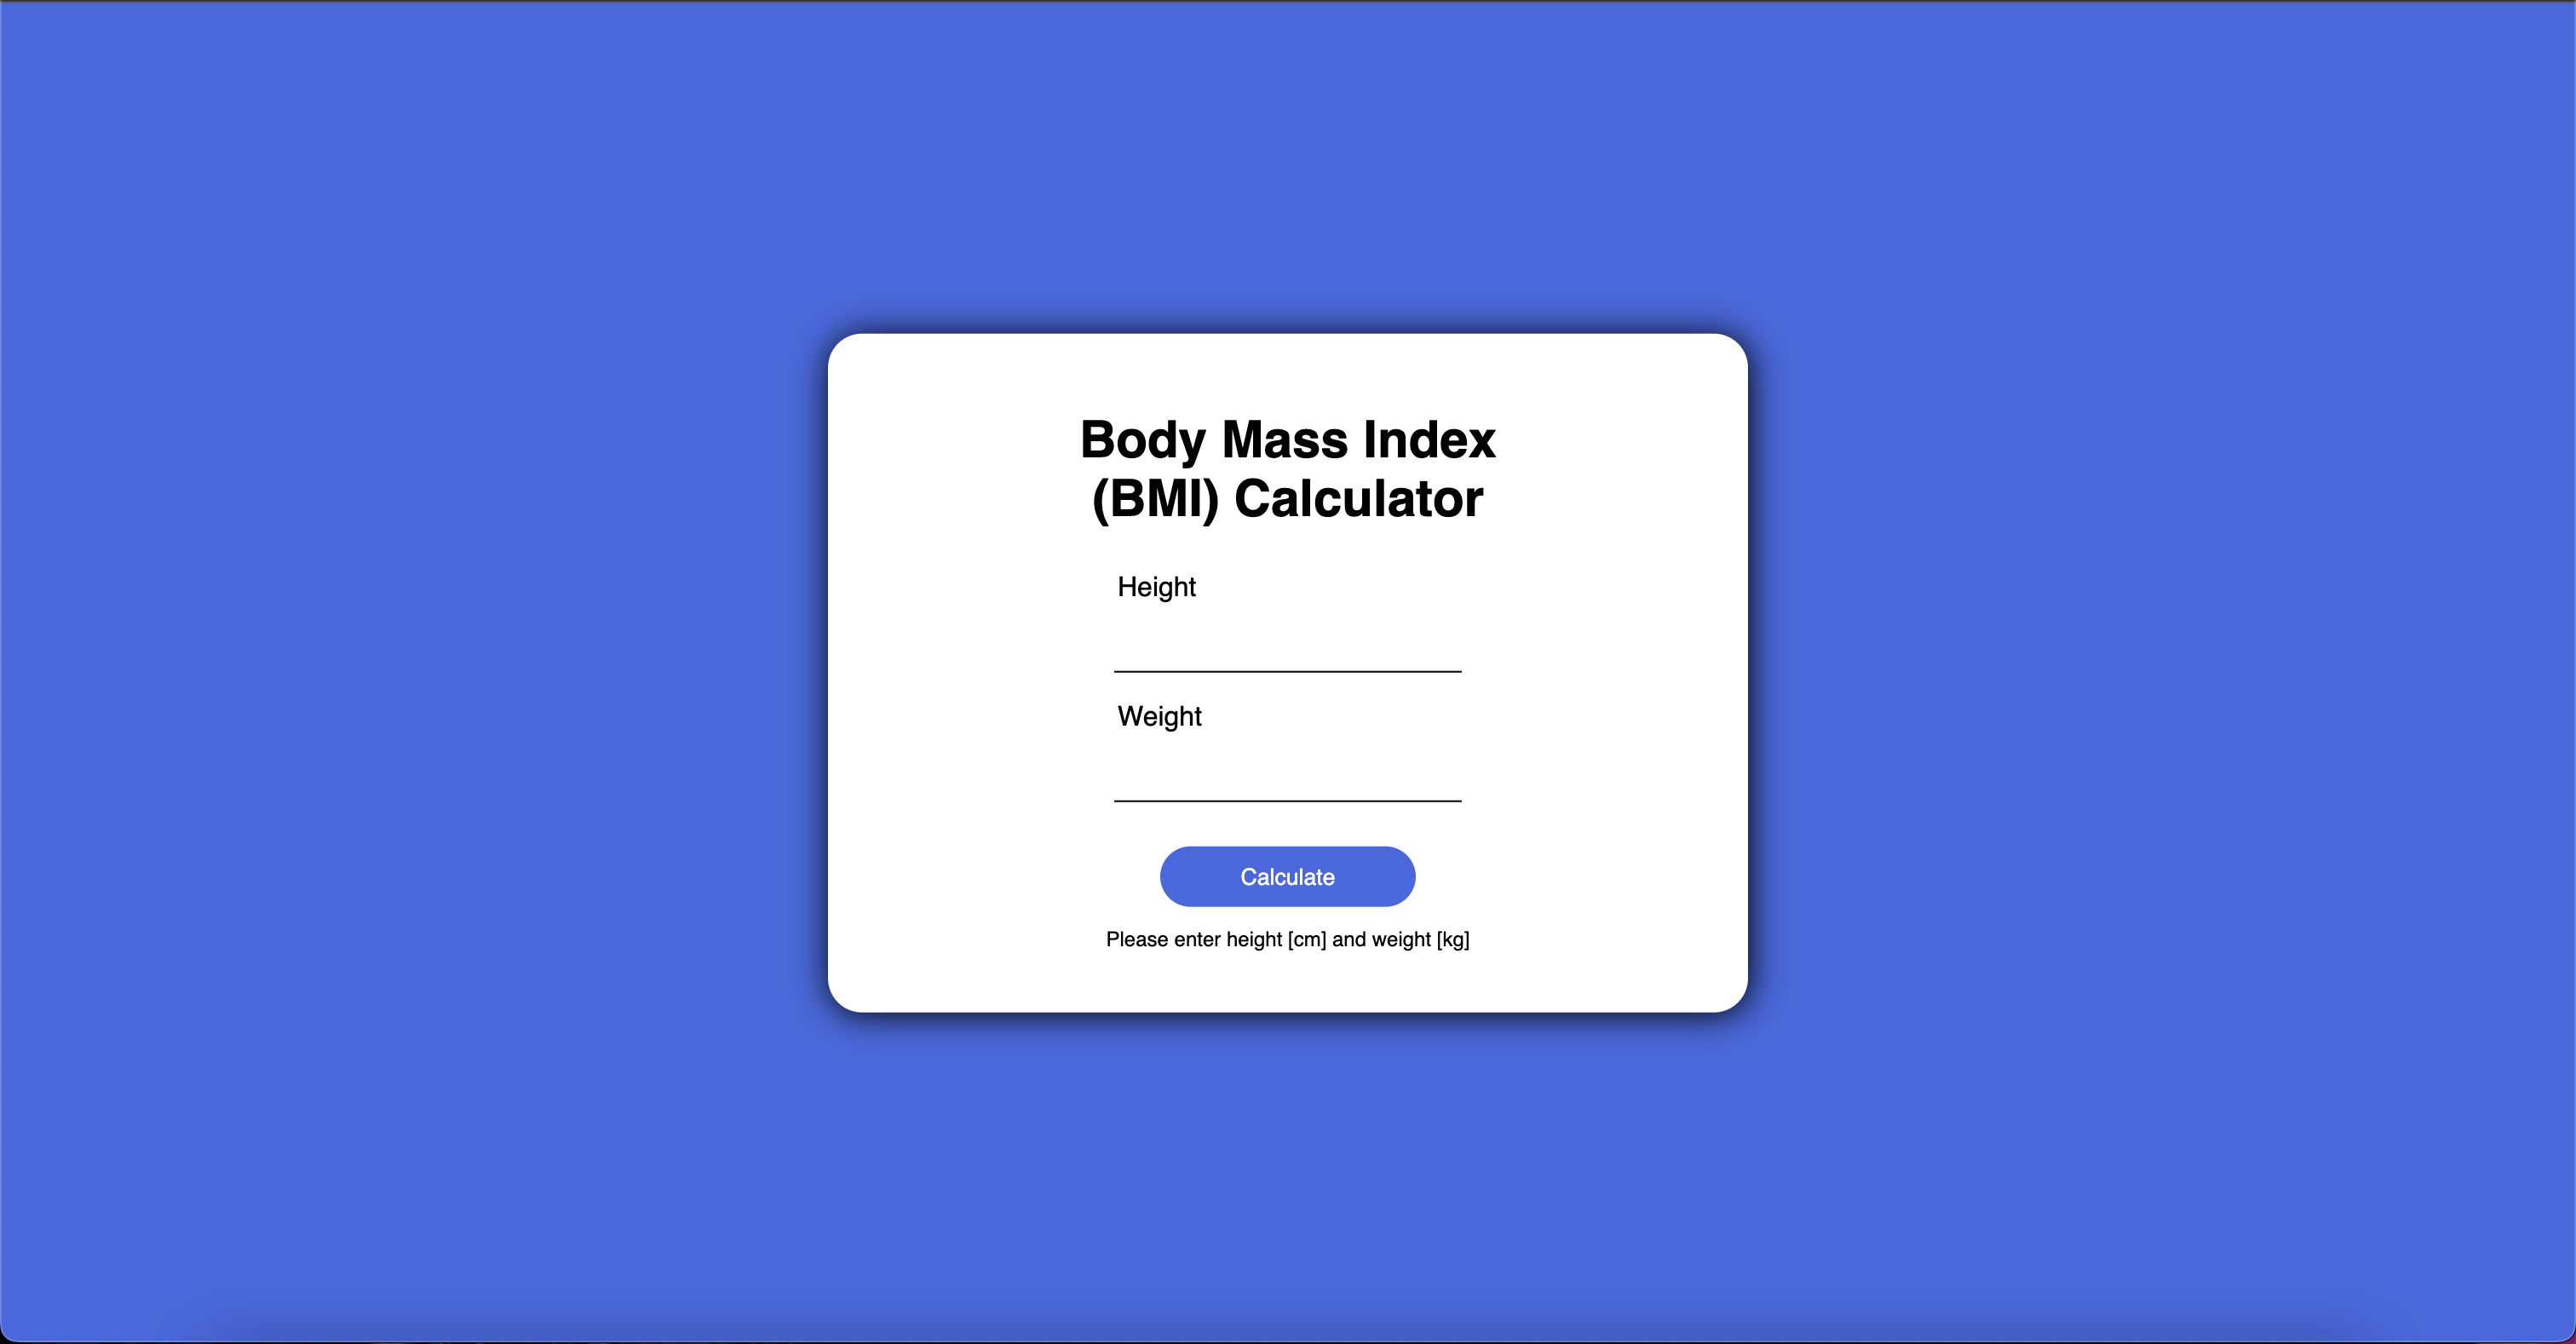 Body Mass Index
(BMI) Calculator
Height
Weight
Calculate
Please enter height [cm] and weight [kg]